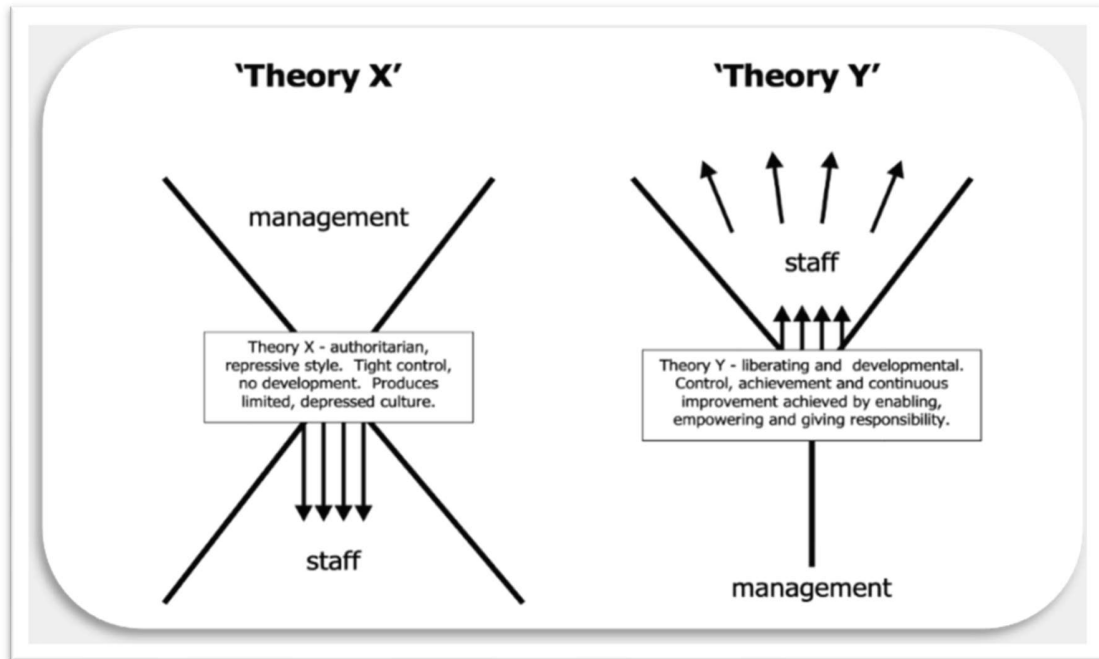 ‘Theory X’
management
Theory X - authoritarian,
repressive style. Tight control,
no development. Produces
limited, depressed culture.
staff
‘Theory Y’
staff
Theory Y - liberating and developmental.
Control, achievement and continuous
improvement achieved by enabling,
empowering and giving responsibility.
management